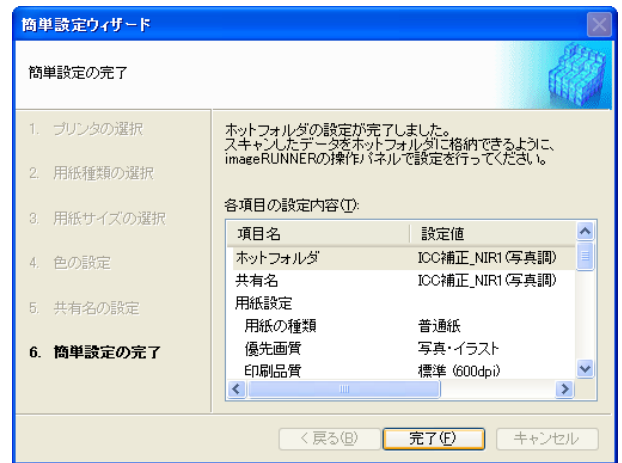 簡単設定ウィザード
簡単設定の完了
1. プリンタの選択
2. 用紙種類の選択
3. 用紙サイズの選択
4. 色の設定
5. 共有名の設定
6. 簡単設定の完了
ホットフォルダの設定が完了しました。
スキャンしたデータをホットフォルダに格納できるように、
imageRUNNERの操作パネルで設定を行ってください。
各項目の設定内容(T):
項目名 設定値
ホットフォルダ ICC補正_NIR1(写真調)
共有名 ICC補正_NIR1(写真調)
用紙設定
用紙の種類 普通紙
優先画質 写真・イラスト
印刷品質 標準 (600dpi)
< 戻る(B) 完了(F) キャンセル